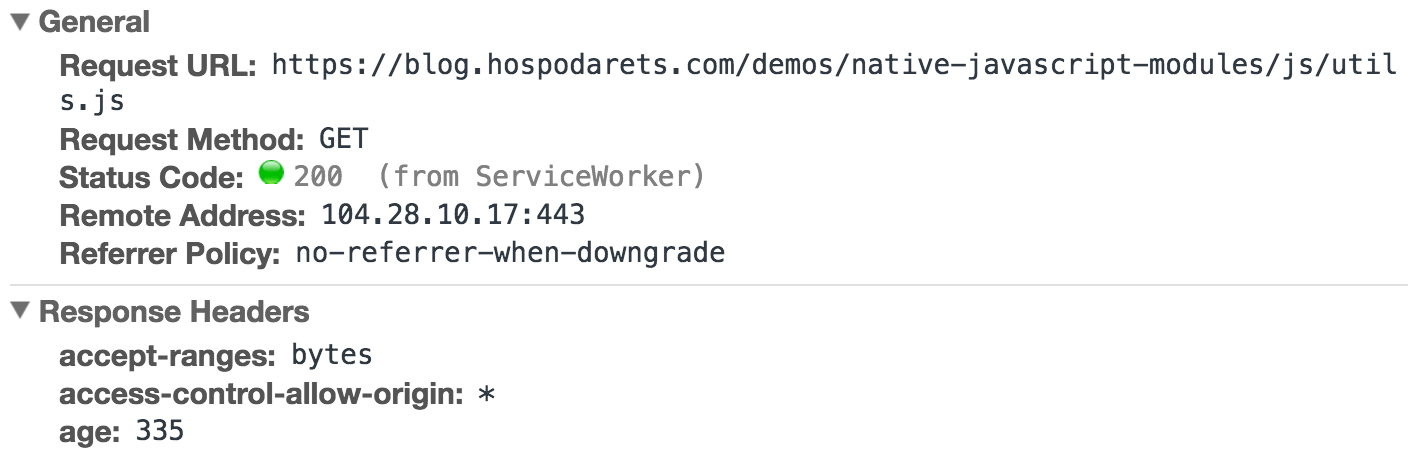 General
Request URL: https://blog.hospodarets.com/demos/native-javascript-modules/js/util
s.js
Request Method: GET
Status Code: 200 (from ServiceWorker)
Remote Address: 104.28.10.17:443
Referrer Policy: no-referrer-when-downgrade
Response Headers
accept-ranges: bytes
access-control-allow-origin: *
age: 335